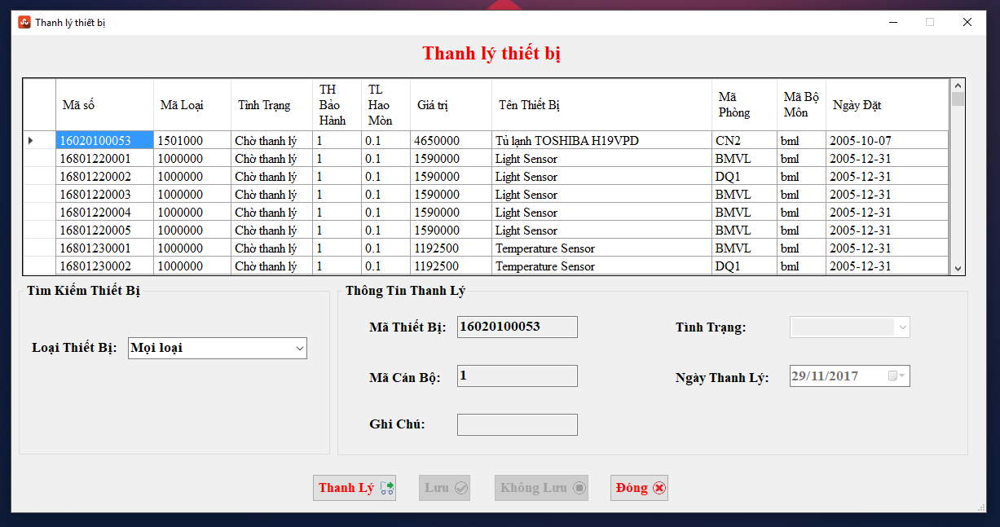 Thanh lý thiết bị
Thanh lý thiết bị
Mã số Mã Loại Tình Trạng TH Bảo Hành TL Hao Mòn Giá trị Tên Thiết Bị Mã Phòng Mã Bộ Môn Ngày Đặt
16020100053 1501000 Chờ thanh lý 1 0.1 4650000 Tủ lạnh TOSHIBA H19VPD CN2 bml 2005-10-07
16801220001 1000000 Chờ thanh lý 1 0.1 1590000 Light Sensor BMVL bml 2005-12-31
16801220002 1000000 Chờ thanh lý 1 0.1 1590000 Light Sensor DQ1 bml 2005-12-31
16801220003 1000000 Chờ thanh lý 1 0.1 1590000 Light Sensor BMVL bml 2005-12-31
16801220004 1000000 Chờ thanh lý 1 0.1 1590000 Light Sensor BMVL bml 2005-12-31
16801220005 1000000 Chờ thanh lý 1 0.1 1590000 Light Sensor BMVL bml 2005-12-31
16801230001 1000000 Chờ thanh lý 1 0.1 1192500 Temperature Sensor BMVL bml 2005-12-31
16801230002 1000000 Chờ thanh lý 1 0.1 1192500 Temperature Sensor DQ1 bml 2005-12-31
Tìm Kiếm Thiết Bị
Loại Thiết Bị: Mọi loại
Thông Tin Thanh Lý
Mã Thiết Bị: 16020100053 Tình Trạng:
Mã Cán Bộ: 1 Ngày Thanh Lý: 29/11/2017
Ghi Chú:
Thanh Lý Lưu Không Lưu Đóng